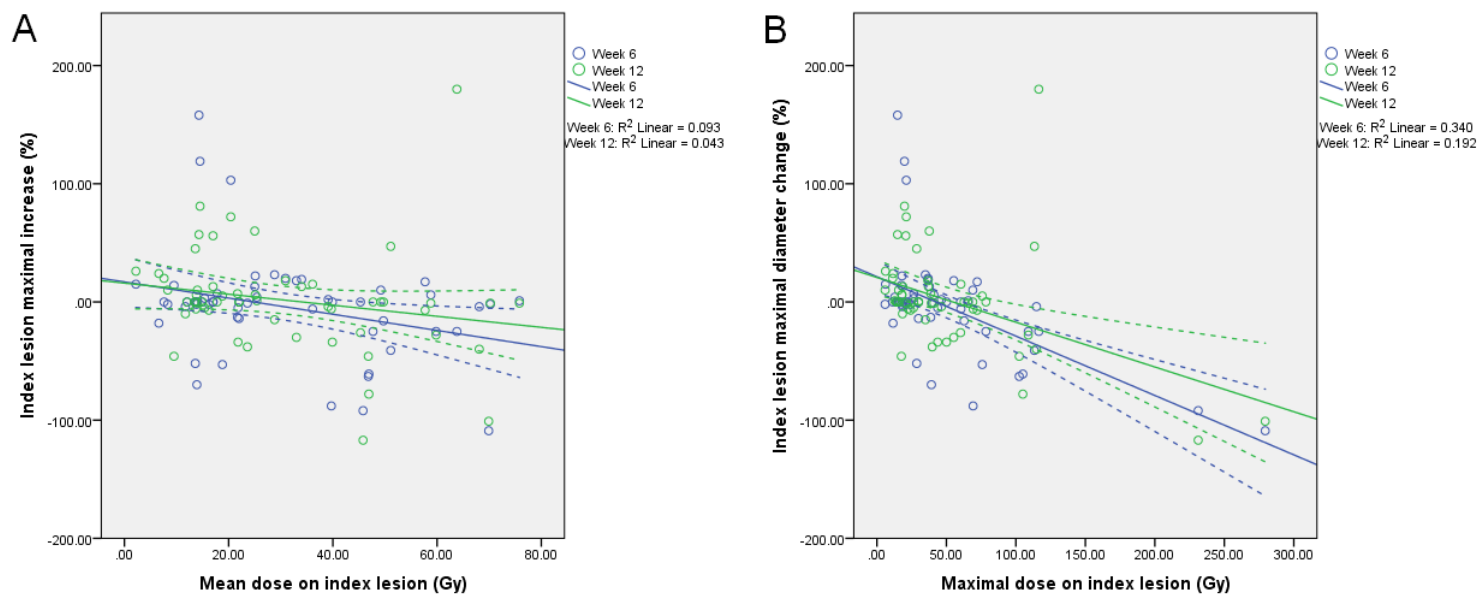 A
200.00
100.00
.00
-100.00
-200.00
Index lesion maximal increase (%)
.00 20.00 40.00 60.00 80.00
Mean dose on index lesion (Gy)
Week 6
Week 12
Week 6
Week 12
Week 6: R² Linear = 0.093
Week 12: R² Linear = 0.043
B
200.00
100.00
.00
-100.00
-200.00
Index lesion maximal diameter change (%)
.00 50.00 100.00 150.00 200.00 250.00 300.00
Maximal dose on index lesion (Gy)
Week 6
Week 12
Week 6
Week 12
Week 6: R² Linear = 0.340
Week 12: R² Linear = 0.192